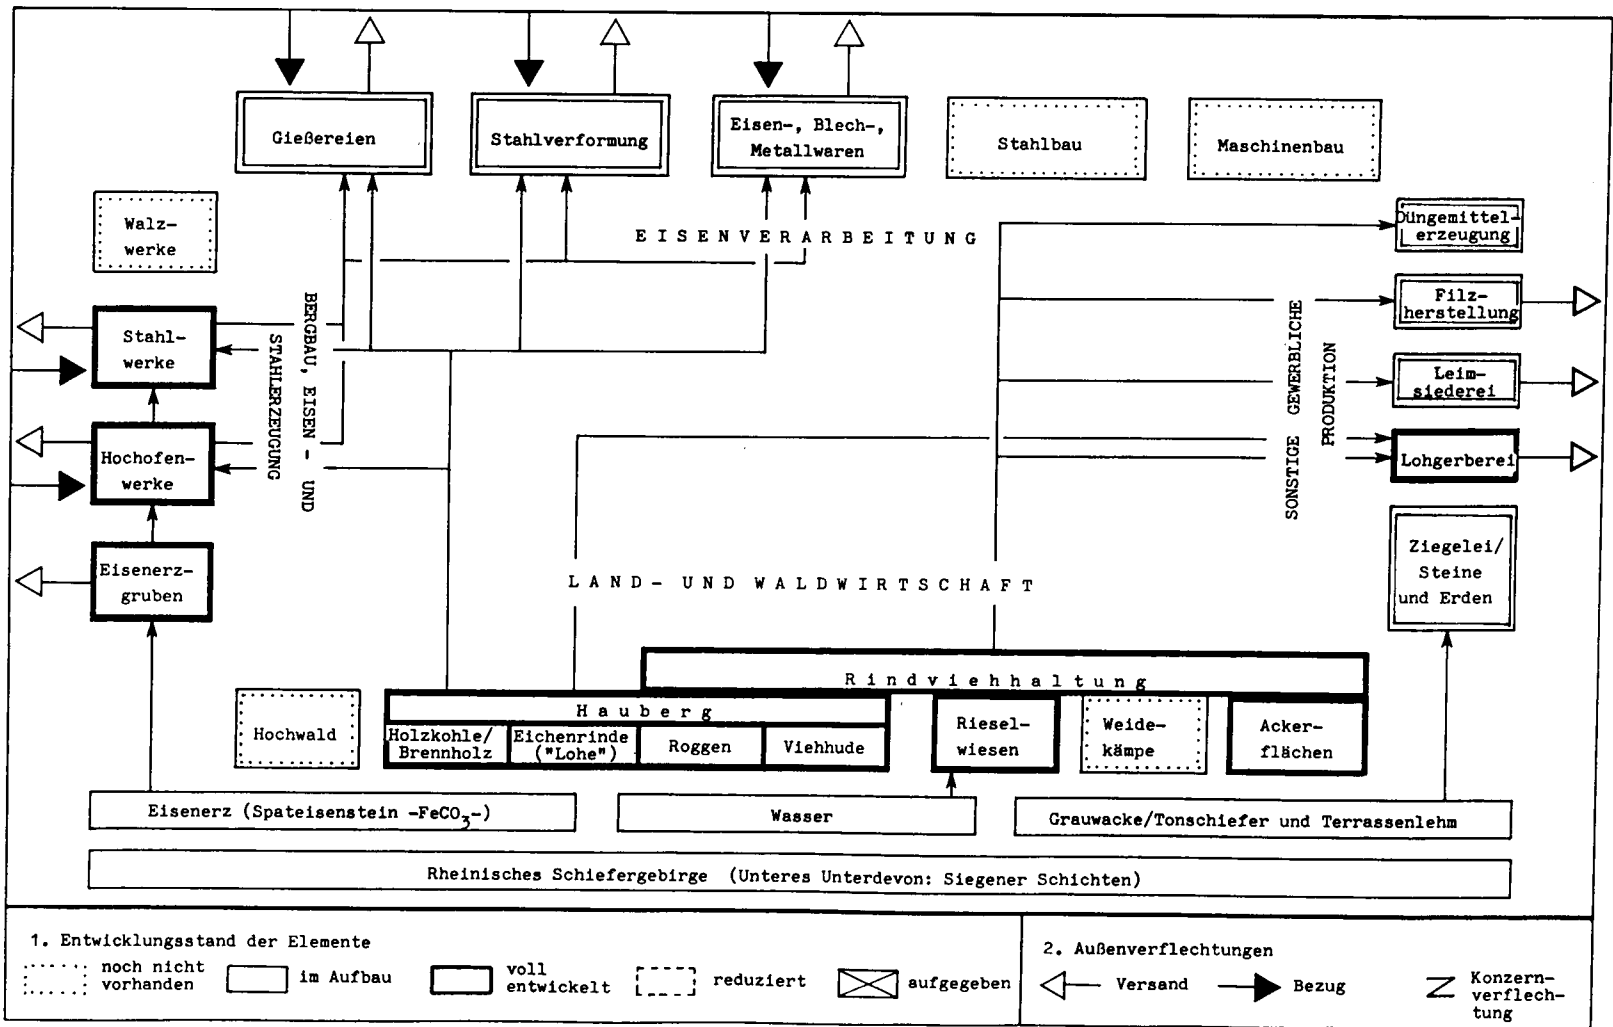 Gießereien
Stahlverformung
Eisen-, Blech-,
Metallwaren
Stahlbau
Maschinenbau
Walz-
werke
EISENVERARBEITUNG
Düngemittel-
erzeugung
Filz-
herstellung
Leim-
siederei
Lohgerberei
Ziegelei/
Steine
und Erden
SONSTIGE GEWERBLICHE
PRODUKTION
Stahl-
werke
Hochofen-
werke
Eisenerz-
gruben
BERGBAU, EISEN - UND
STAHLERZEUGUNG
LAND- UND WALDWIRTSCHAFT
Rindviehhaltung
Hochwald
Hauberg
Holzkohle/
Brennholz
Eichenrinde
("Lohe")
Roggen
Viehhude
Riesel-
wiesen
Weide-
kämpe
Acker-
flächen
Eisenerz (Spateisenstein -FeCO3-)
Wasser
Grauwacke/Tonschiefer und Terrassenlehm
Rheinisches Schiefergebirge (Unteres Unterdevon: Siegener Schichten)
1. Entwicklungsstand der Elemente
noch nicht
vorhanden
im Aufbau
voll
entwickelt
reduziert
aufgegeben
2. Außenverflechtungen
Versand
Bezug
Konzern-
verflech-
tung